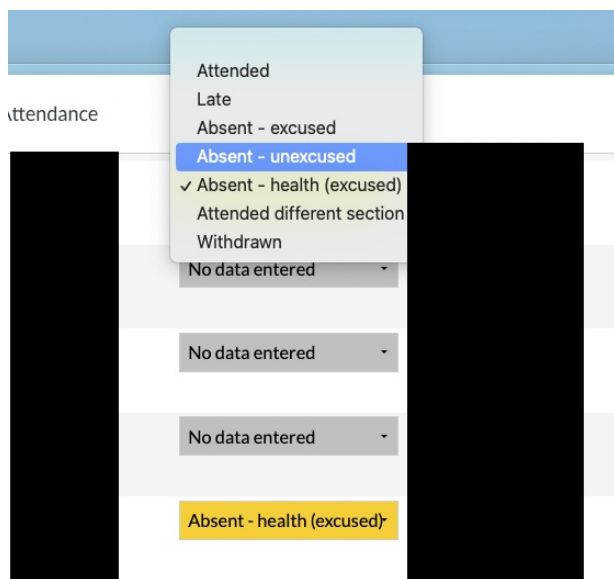 Attended
Late
Attendance
Absent - excused
Absent - unexcused
✓ Absent - health (excused)
Attended different section
Withdrawn
No data entered
No data entered
No data entered
Absent - health (excused)